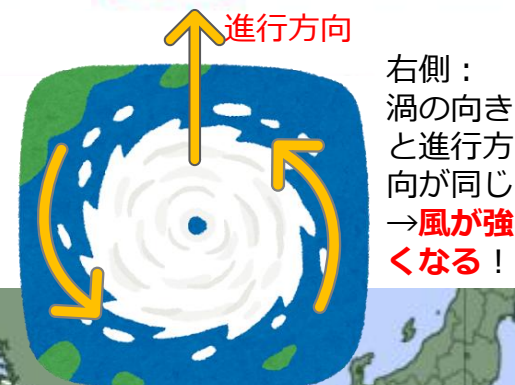 進行方向
右側：
渦の向き
と進行方
向が同じ
→風が強
くなる！